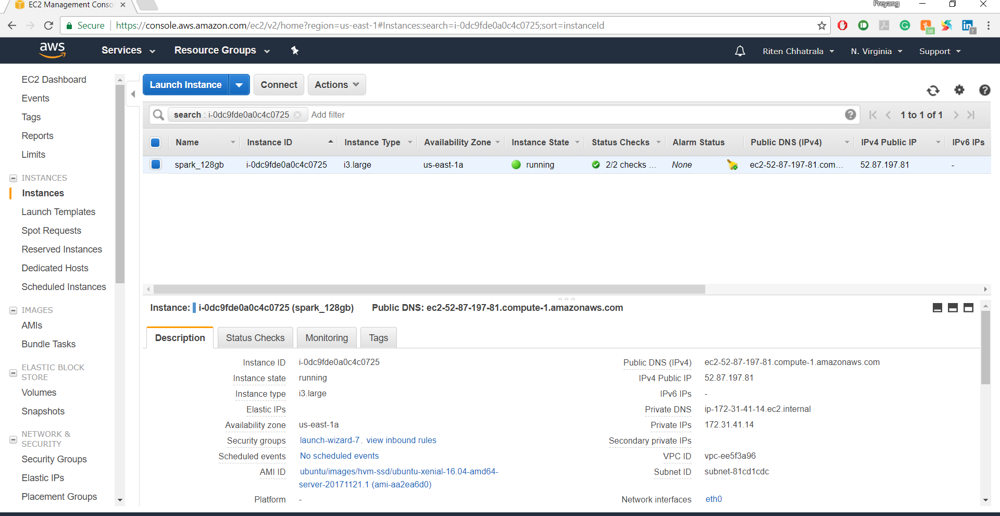 EC2 Management Conso
Preyang
Secure https://console.aws.amazon.com/ec2/v2/home?region=us-east-1#Instances:search=i-0dc9fde0a0c4c0725;sort=instanceId
38
?
aws Services Resource Groups Riten Chhatrala N. Virginia Support
EC2 Dashboard
Events
Tags
Reports
Limits
INSTANCES
Instances
Launch Templates
Spot Requests
Reserved Instances
Dedicated Hosts
Scheduled Instances
IMAGES
AMIs
Bundle Tasks
ELASTIC BLOCK
STORE
Volumes
Snapshots
NETWORK &
SECURITY
Security Groups
Elastic IPs
Placement Groups
Launch Instance Connect Actions
search : i-0dc9fde0a0c4c0725 Add filter 1 to 1 of 1
Name Instance ID Instance Type Availability Zone Instance State Status Checks Alarm Status Public DNS (IPv4) IPv4 Public IP IPv6 IPs
spark_128gb i-0dc9fde0a0c4c0725 i3.large us-east-1a running 2/2 checks ... None ec2-52-87-197-81.com... 52.87.197.81 -
Instance: i-0dc9fde0a0c4c0725 (spark_128gb) Public DNS: ec2-52-87-197-81.compute-1.amazonaws.com
Description Status Checks Monitoring Tags
Instance ID i-0dc9fde0a0c4c0725
Instance state running
Instance type i3.large
Elastic IPs
Availability zone us-east-1a
Security groups launch-wizard-7. view inbound rules
Scheduled events No scheduled events
AMI ID ubuntu/images/hvm-ssd/ubuntu-xenial-16.04-amd64-
server-20171121.1 (ami-aa2ea6d0)
Platform -
Public DNS (IPv4) ec2-52-87-197-81.compute-1.amazonaws.com
IPv4 Public IP 52.87.197.81
IPv6 IPs -
Private DNS ip-172-31-41-14.ec2.internal
Private IPs 172.31.41.14
Secondary private IPs
VPC ID vpc-ee5f3a96
Subnet ID subnet-81cd1cdc
Network interfaces eth0